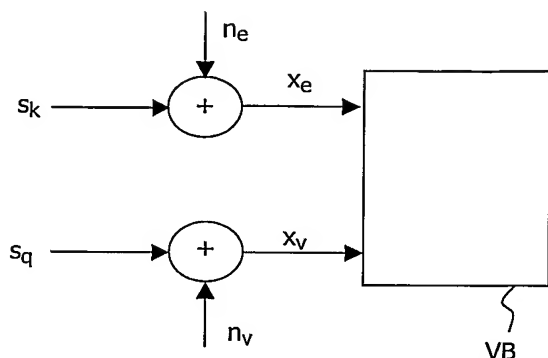 n_e
s_k + x_e
s_q + x_v
n_v
VB